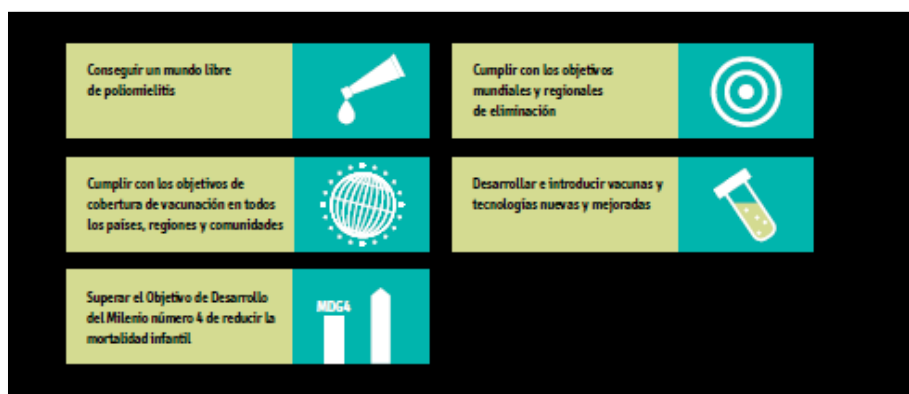 Conseguir un mundo libre
de poliomielitis
Cumplir con los objetivos
mundiales y regionales
de eliminación
Cumplir con los objetivos de
cobertura de vacunación en todos
los países, regiones y comunidades
Desarrollar e introducir vacunas y
tecnologías nuevas y mejoradas
Superar el Objetivo de Desarrollo
del Milenio número 4 de reducir la
mortalidad infantil
MDG4